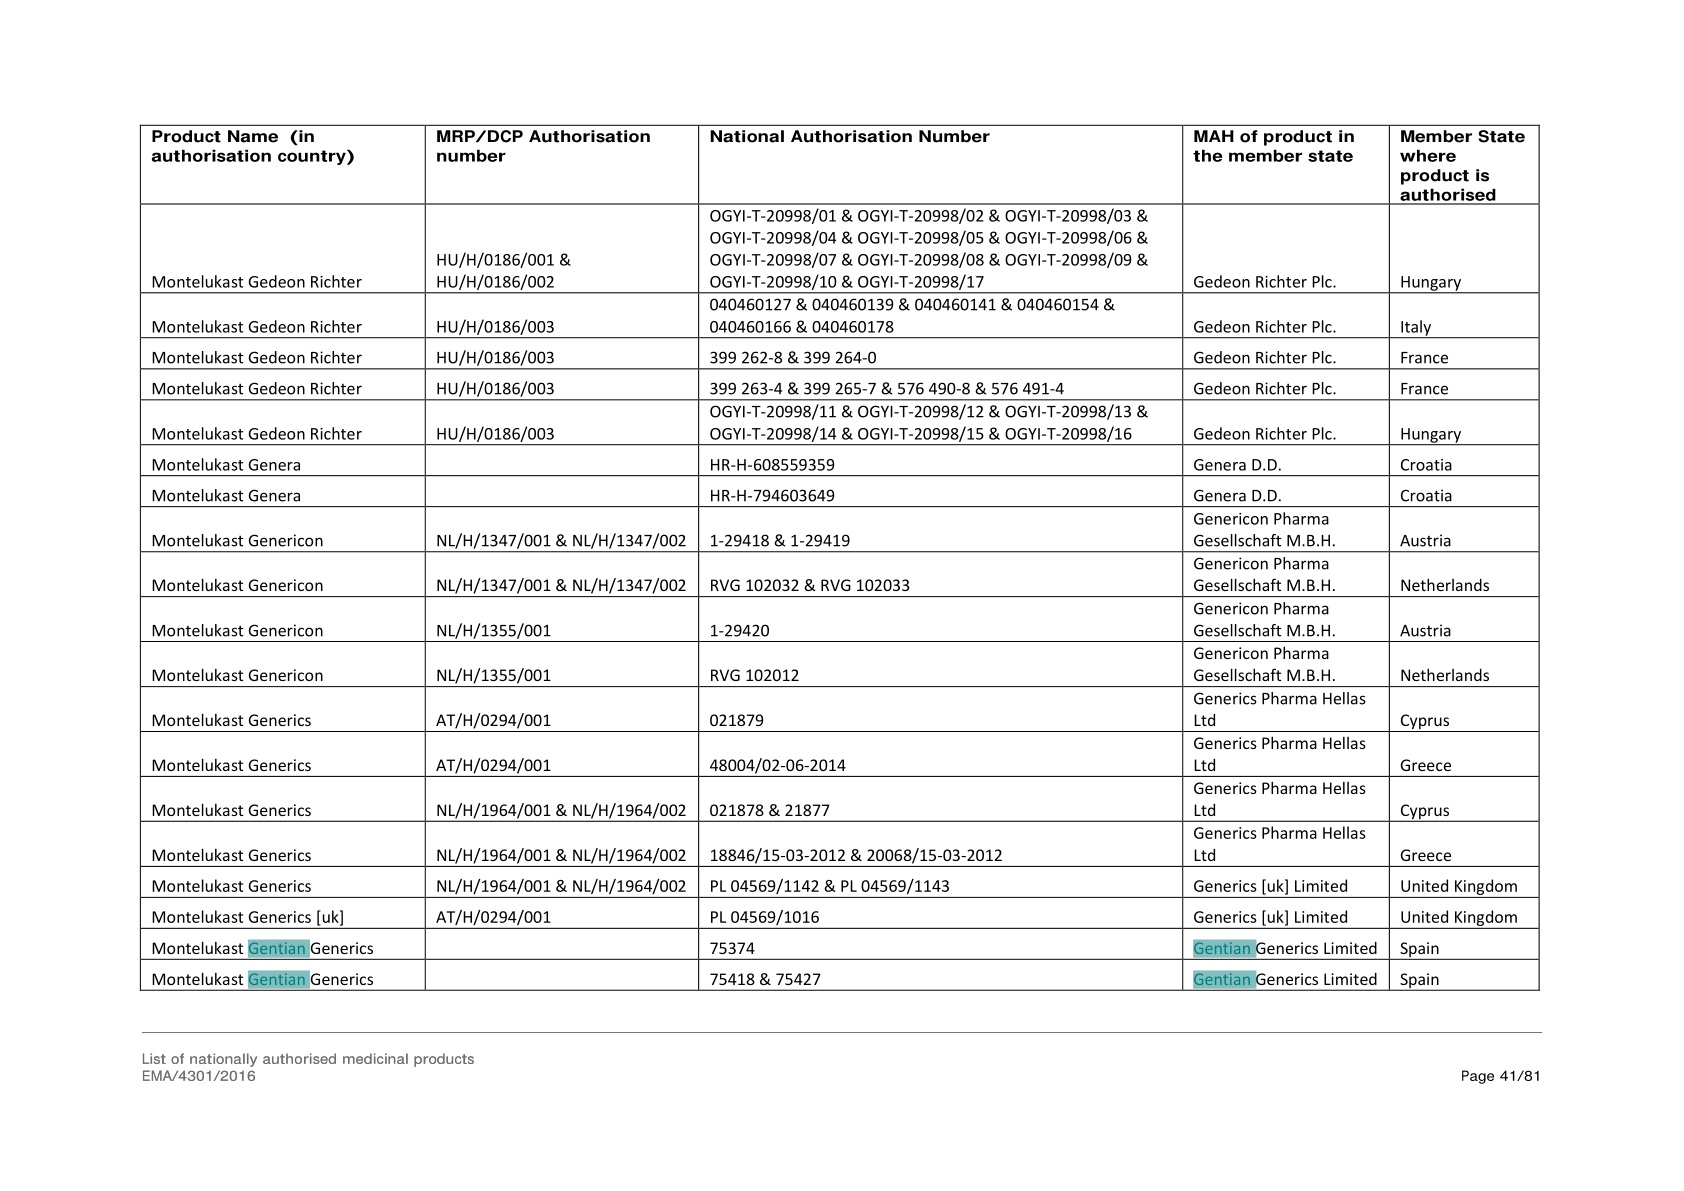 Product Name  (in authorisation country) MRP/DCP Authorisation number National Authorisation Number MAH of product in the member state Member State where product is authorised
Montelukast Gedeon Richter HU/H/0186/001 & HU/H/0186/002 OGYI-T-20998/01 & OGYI-T-20998/02 & OGYI-T-20998/03 & OGYI-T-20998/04 & OGYI-T-20998/05 & OGYI-T-20998/06 & OGYI-T-20998/07 & OGYI-T-20998/08 & OGYI-T-20998/09 & OGYI-T-20998/10 & OGYI-T-20998/17 Gedeon Richter Plc. Hungary
Montelukast Gedeon Richter HU/H/0186/003 040460127 & 040460139 & 040460141 & 040460154 & 040460166 & 040460178 Gedeon Richter Plc. Italy
Montelukast Gedeon Richter HU/H/0186/003 399 262-8 & 399 264-0 Gedeon Richter Plc. France
Montelukast Gedeon Richter HU/H/0186/003 399 263-4 & 399 265-7 & 576 490-8 & 576 491-4 Gedeon Richter Plc. France
Montelukast Gedeon Richter HU/H/0186/003 OGYI-T-20998/11 & OGYI-T-20998/12 & OGYI-T-20998/13 & OGYI-T-20998/14 & OGYI-T-20998/15 & OGYI-T-20998/16 Gedeon Richter Plc. Hungary
Montelukast Genera HR-H-608559359 Genera D.D. Croatia
Montelukast Genera HR-H-794603649 Genera D.D. Croatia
Montelukast Genericon NL/H/1347/001 & NL/H/1347/002 1-29418 & 1-29419 Genericon Pharma Gesellschaft M.B.H. Austria
Montelukast Genericon NL/H/1347/001 & NL/H/1347/002 RVG 102032 & RVG 102033 Genericon Pharma Gesellschaft M.B.H. Netherlands
Montelukast Genericon NL/H/1355/001 1-29420 Genericon Pharma Gesellschaft M.B.H. Austria
Montelukast Genericon NL/H/1355/001 RVG 102012 Genericon Pharma Gesellschaft M.B.H. Netherlands
Montelukast Generics AT/H/0294/001 021879 Generics Pharma Hellas Ltd Cyprus
Montelukast Generics AT/H/0294/001 48004/02-06-2014 Generics Pharma Hellas Ltd Greece
Montelukast Generics NL/H/1964/001 & NL/H/1964/002 021878 & 21877 Generics Pharma Hellas Ltd Cyprus
Montelukast Generics NL/H/1964/001 & NL/H/1964/002 18846/15-03-2012 & 20068/15-03-2012 Generics Pharma Hellas Ltd Greece
Montelukast Generics NL/H/1964/001 & NL/H/1964/002 PL 04569/1142 & PL 04569/1143 Generics [uk] Limited United Kingdom
Montelukast Generics [uk] AT/H/0294/001 PL 04569/1016 Generics [uk] Limited United Kingdom
Montelukast Gentian Generics 75374 Gentian Generics Limited Spain
Montelukast Gentian Generics 75418 & 75427 Gentian Generics Limited Spain
List of nationally authorised medicinal products
EMA/4301/2016 Page 41/81